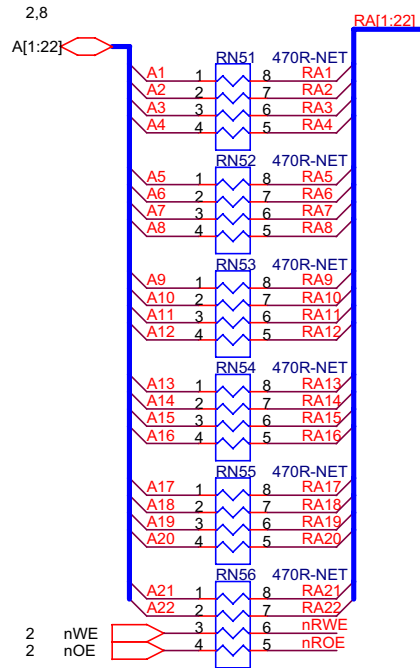 2,8
RA[1:22]
A[1:22]
RN51 470R-NET
A1 1 8 RA1
A2 2 7 RA2
A3 3 6 RA3
A4 4 5 RA4
RN52 470R-NET
A5 1 8 RA5
A6 2 7 RA6
A7 3 6 RA7
A8 4 5 RA8
RN53 470R-NET
A9 1 8 RA9
A10 2 7 RA10
A11 3 6 RA11
A12 4 5 RA12
RN54 470R-NET
A13 1 8 RA13
A14 2 7 RA14
A15 3 6 RA15
A16 4 5 RA16
RN55 470R-NET
A17 1 8 RA17
A18 2 7 RA18
A19 3 6 RA19
A20 4 5 RA20
RN56 470R-NET
A21 1 8 RA21
A22 2 7 RA22
2 nWE 3 6 nRWE
2 nOE 4 5 nROE